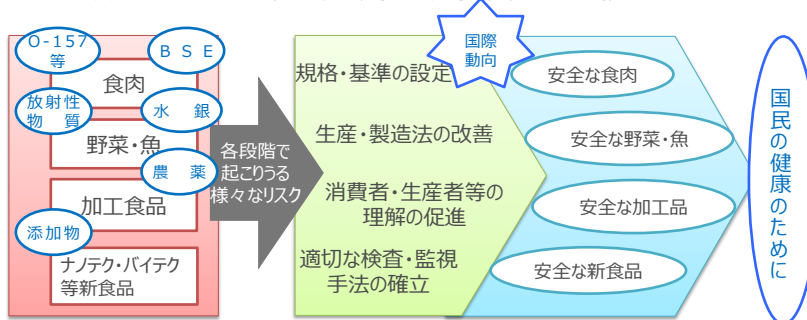 O-157
等
BSE
食肉
放射性
物質
水銀
野菜・魚
農薬
加工食品
添加物
ナノテク・バイテク
等新食品
各段階で
起こりうる
様々なリスク
国際
動向
規格・基準の設定
生産・製造法の改善
消費者・生産者等の
理解の促進
適切な検査・監視
手法の確立
安全な食肉
安全な野菜・魚
安全な加工品
安全な新食品
国民の健康のために